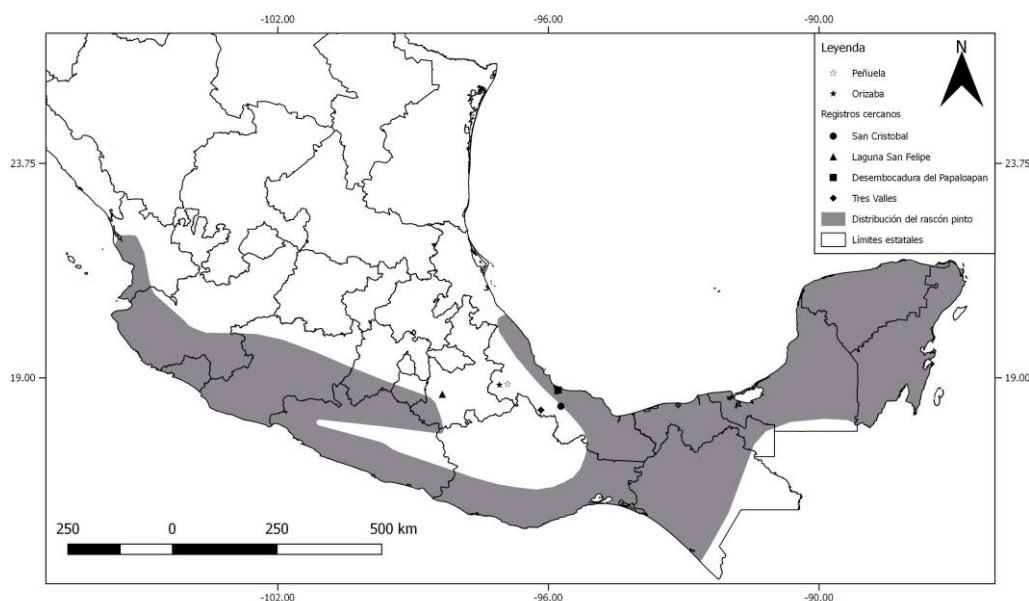 -102.00 -96.00 -90.00
Leyenda
N
Peñuela
Orizaba
Registros cercanos
San Cristobal
Laguna San Felipe
Desembocadura del Papaloapan
Tres Valles
Distribución del rascón pinto
Límites estatales
23.75 23.75
19.00 19.00
250 0 250 500 km
-102.00 -96.00 -90.00